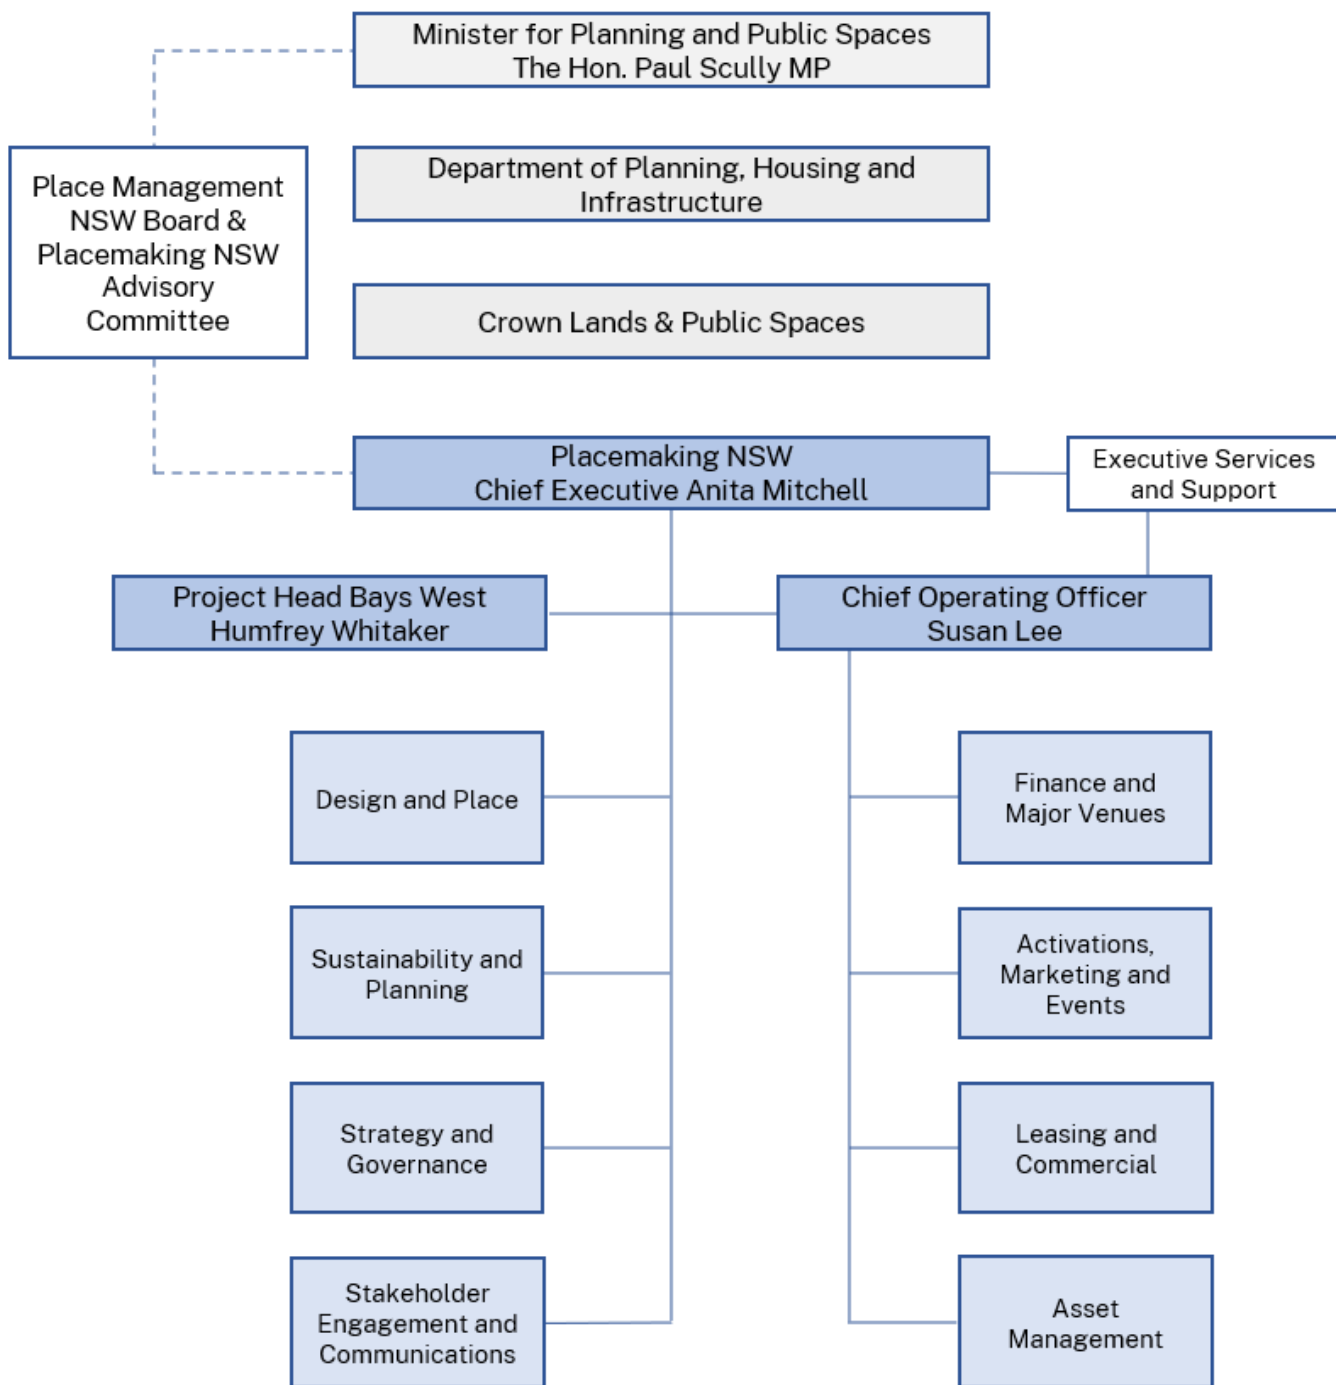 Minister for Planning and Public Spaces
The Hon. Paul Scully MP
Place Management
NSW Board &
Placemaking NSW
Advisory
Committee
Department of Planning, Housing and
Infrastructure
Crown Lands & Public Spaces
Placemaking NSW
Chief Executive Anita Mitchell
Executive Services
and Support
Project Head Bays West
Humfrey Whitaker
Chief Operating Officer
Susan Lee
Design and Place
Finance and
Major Venues
Sustainability and
Planning
Activations,
Marketing and
Events
Strategy and
Governance
Leasing and
Commercial
Stakeholder
Engagement and
Communications
Asset
Management